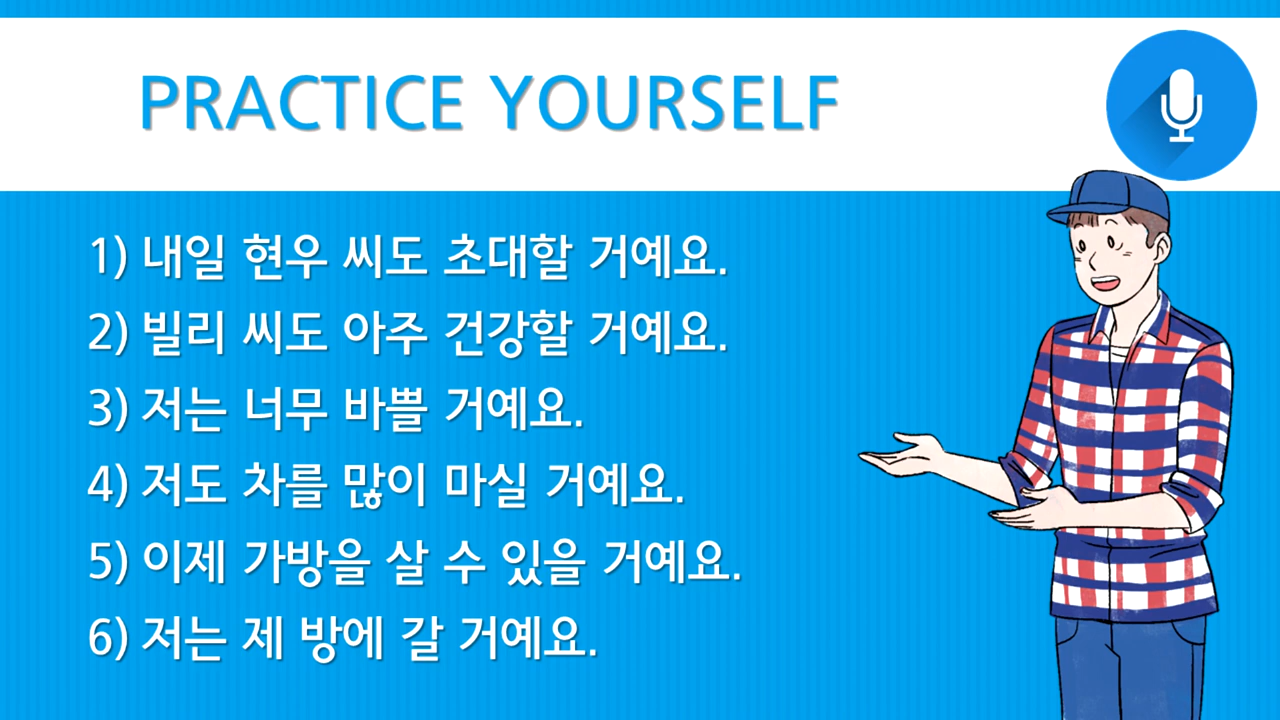 PRACTICE YOURSELF
1) 내일 현우 씨도 초대할 거예요.
2) 빌리 씨도 아주 건강할 거예요.
3) 저는 너무 바쁠 거예요.
4) 저도 차를 많이 마실 거예요.
5) 이제 가방을 살 수 있을 거예요.
6) 저는 제 방에 갈 거예요.